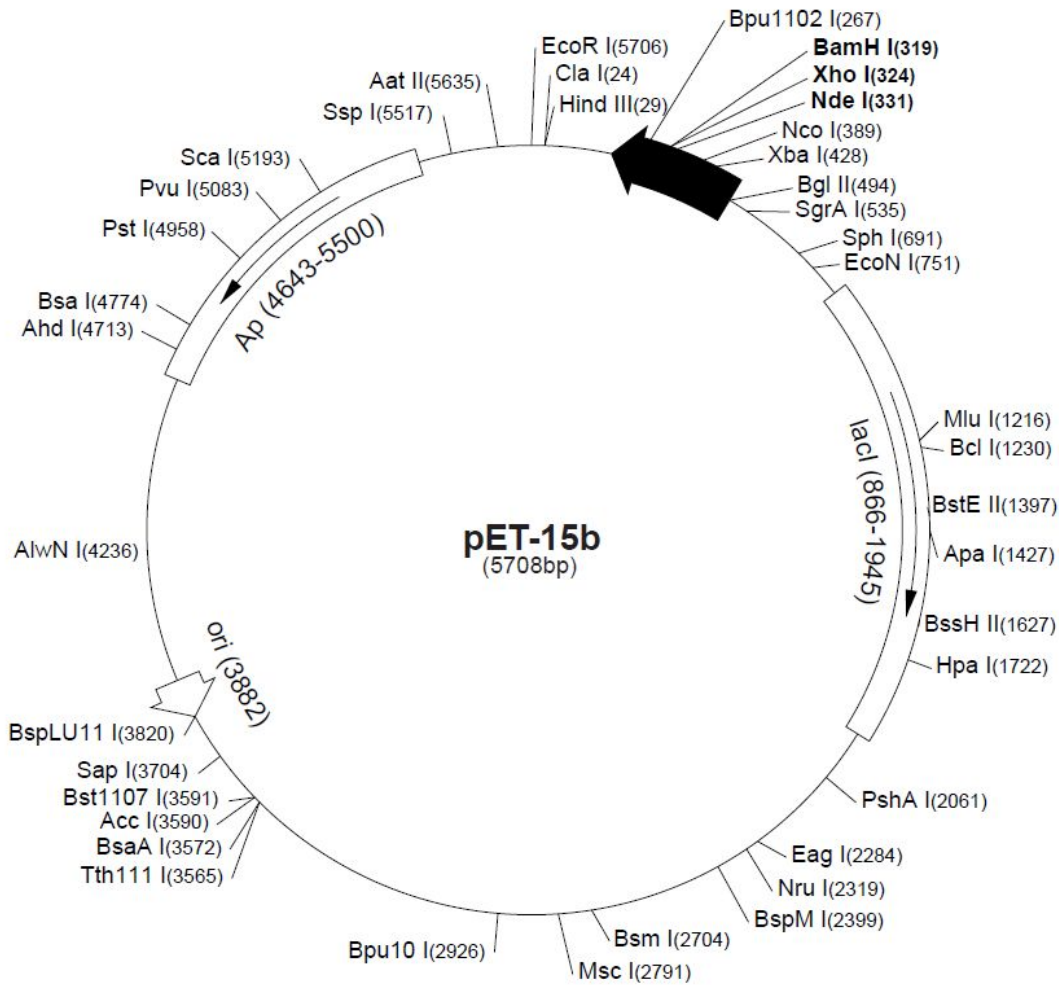 EcoR I(5706)
Cla I(24)
Hind III(29)
Bpu1102 I(267)
BamH I(319)
Xho I(324)
Nde I(331)
Nco I(389)
Xba I(428)
Bgl II(494)
SgrA I(535)
Sph I(691)
EcoN I(751)
Mlu I(1216)
Bcl I(1230)
BstE II(1397)
Apa I(1427)
BssH II(1627)
Hpa I(1722)
PshA I(2061)
Eag I(2284)
Nru I(2319)
BspM I(2399)
Bsm I(2704)
Msc I(2791)
Bpu10 I(2926)
Tth111 I(3565)
BsaA I(3572)
Acc I(3590)
Bst1107 I(3591)
Sap I(3704)
BspLU11 I(3820)
AlwN I(4236)
Ahd I(4713)
Bsa I(4774)
Pst I(4958)
Pvu I(5083)
Sca I(5193)
Ssp I(5517)
Aat II(5635)
Ap (4643-5500)
lacI (866-1945)
ori (3882)
pET-15b
(5708bp)